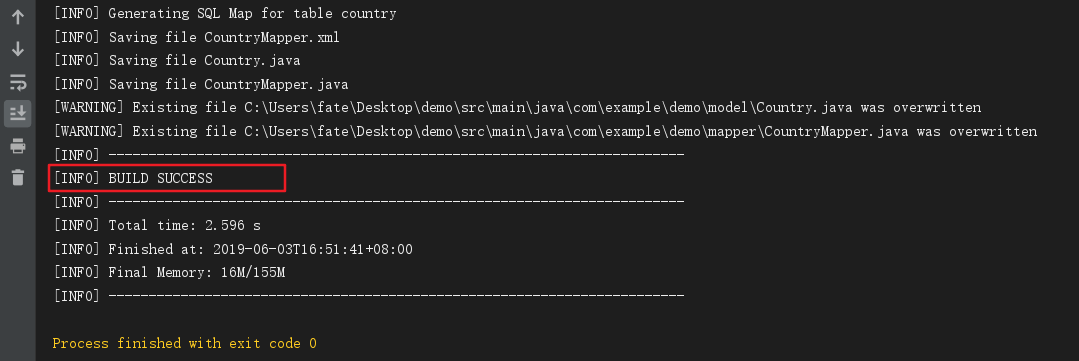 [INFO] Generating SQL Map for table country
[INFO] Saving file CountryMapper.xml
[INFO] Saving file Country.java
[INFO] Saving file CountryMapper.java
[WARNING] Existing file C:\Users\fate\Desktop\demo\src\main\java\com\example\demo\model\Country.java was overwritten
[WARNING] Existing file C:\Users\fate\Desktop\demo\src\main\java\com\example\demo\mapper\CountryMapper.java was overwritten
[INFO] ------------------------------------------------------------------------
[INFO] BUILD SUCCESS
[INFO] ------------------------------------------------------------------------
[INFO] Total time: 2.596 s
[INFO] Finished at: 2019-06-03T16:51:41+08:00
[INFO] Final Memory: 16M/155M
[INFO] ------------------------------------------------------------------------
Process finished with exit code 0